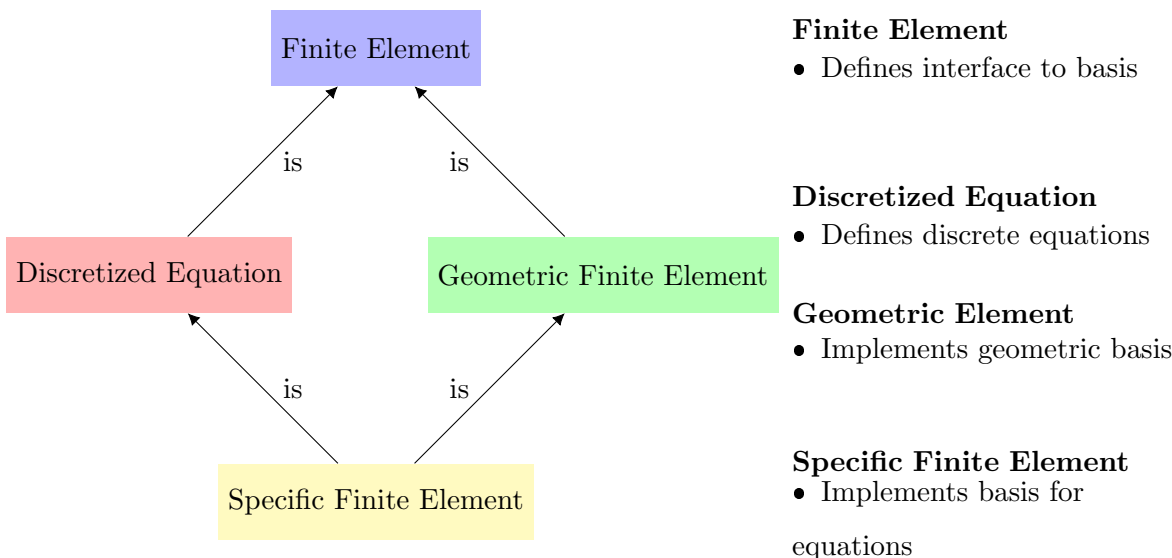 Finite Element
is
is
Discretized Equation
Geometric Finite Element
is
is
Specific Finite Element
Finite Element
• Defines interface to basis
Discretized Equation
• Defines discrete equations
Geometric Element
• Implements geometric basis
Specific Finite Element
• Implements basis for
equations